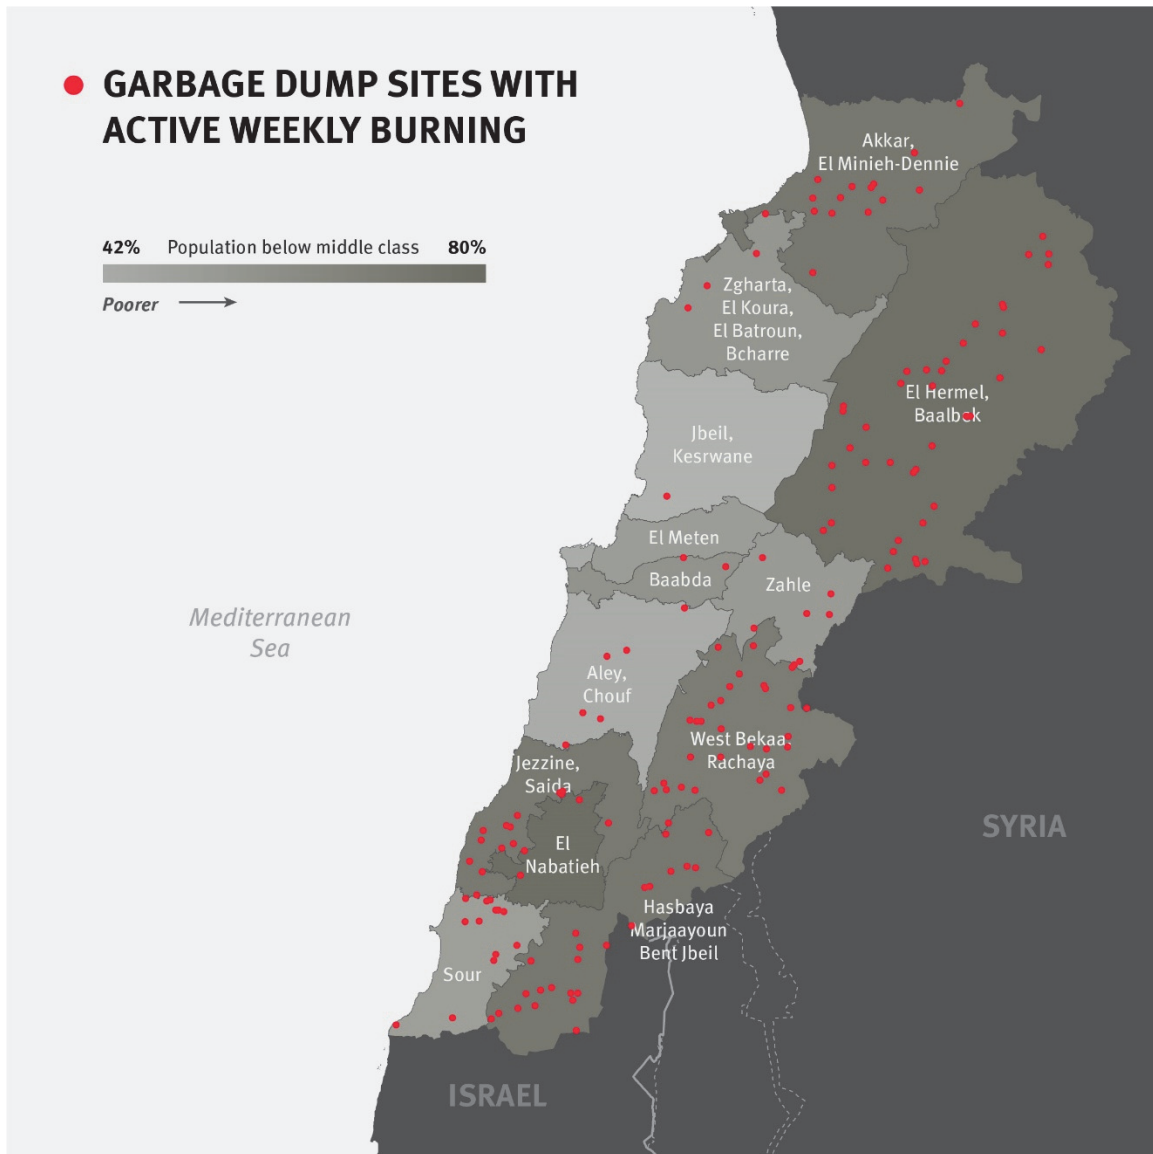 GARBAGE DUMP SITES WITH
ACTIVE WEEKLY BURNING
42% Population below middle class 80%
Poorer
Akkar,
El Minieh-Dennie
Zgharta,
El Koura,
El Batroun,
Bcharre
El Hermel,
Baalbek
Jbeil,
Kesrwane
El Meten
Baabda
Zahle
Mediterranean
Sea
Aley,
Chouf
West Bekaa,
Rachaya
Jezzine,
Saida
SYRIA
El
Nabatieh
Hasbaya
Marjaayoun
Bent Jbeil
Sour
ISRAEL